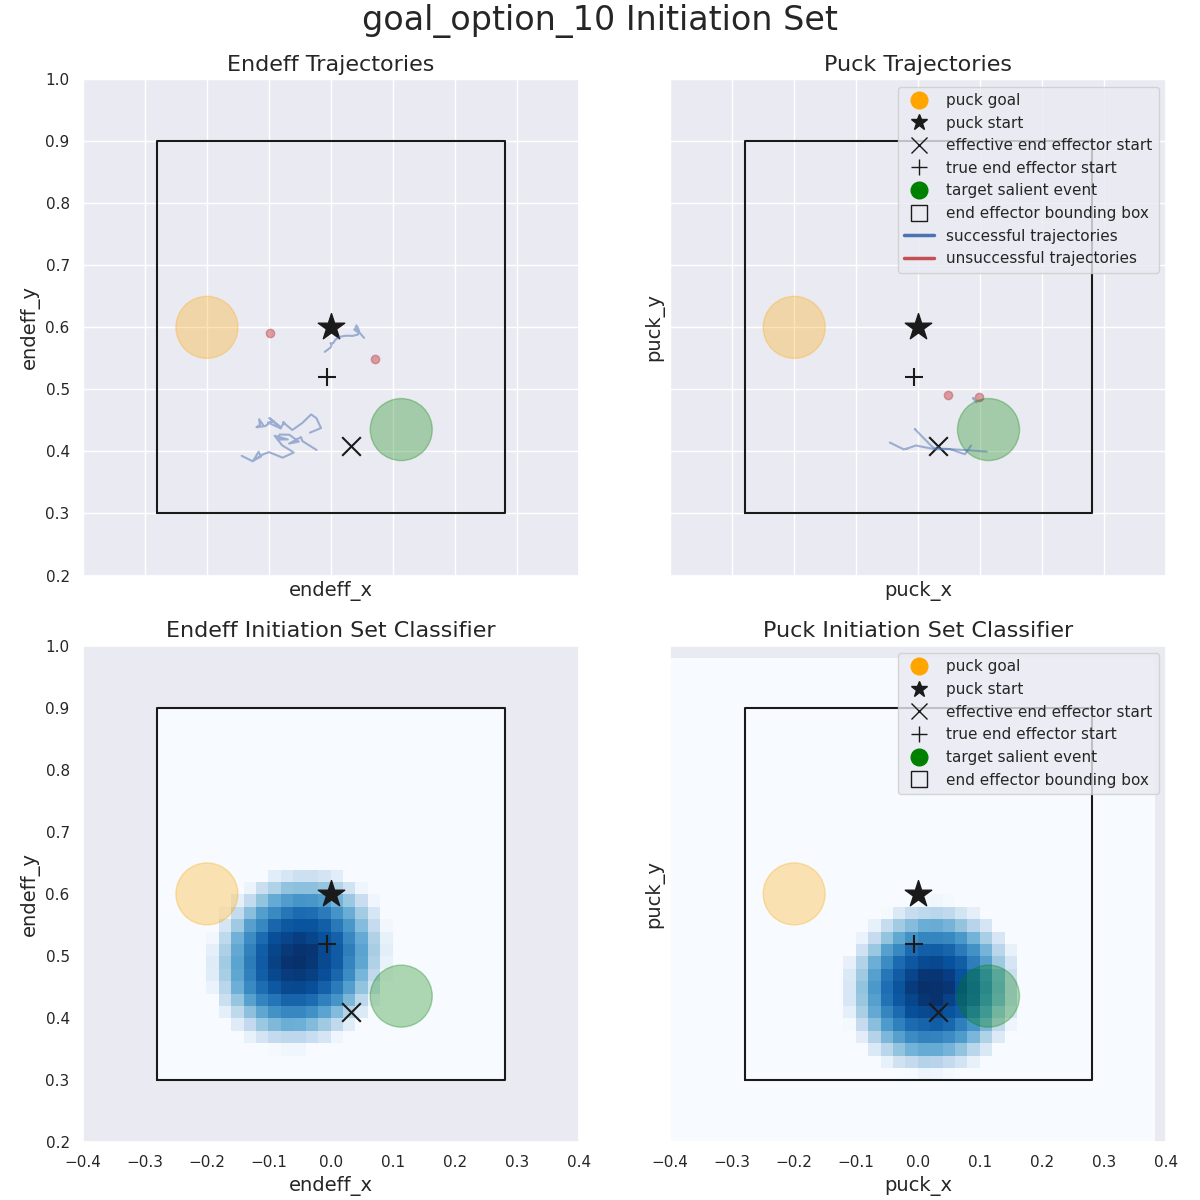 goal_option_10 Initiation Set
Endeff Trajectories
1.0
0.9
0.8
0.7
0.6
0.5
0.4
0.3
0.2
endeff_y
endeff_x
Puck Trajectories
puck goal
puck start
effective end effector start
true end effector start
target salient event
end effector bounding box
successful trajectories
unsuccessful trajectories
puck_y
puck_x
Endeff Initiation Set Classifier
1.0
0.9
0.8
0.7
0.6
0.5
0.4
0.3
0.2
endeff_y
−0.4 −0.3 −0.2 −0.1 0.0 0.1 0.2 0.3 0.4
endeff_x
Puck Initiation Set Classifier
puck goal
puck start
effective end effector start
true end effector start
target salient event
end effector bounding box
puck_y
−0.4 −0.3 −0.2 −0.1 0.0 0.1 0.2 0.3 0.4
puck_x